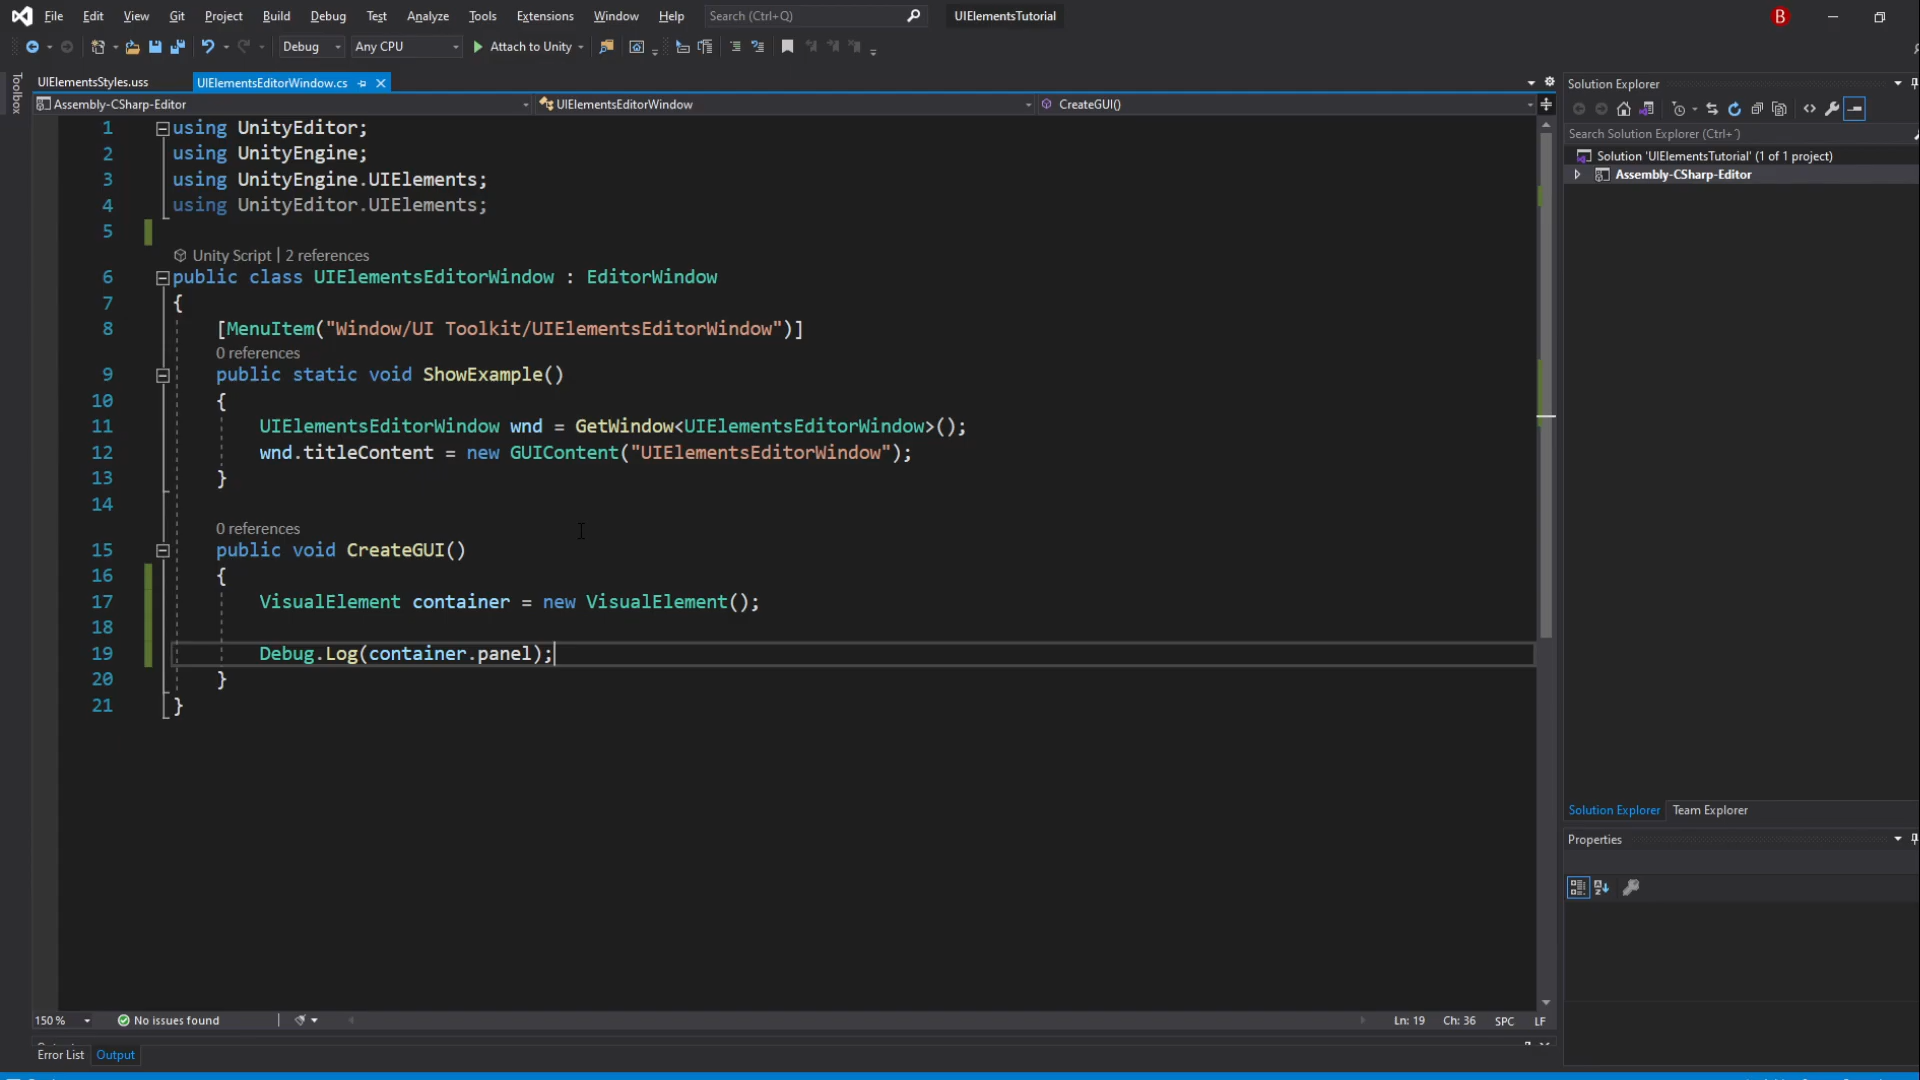 File Edit View Git Project Build Debug Test Analyze Tools Extensions Window Help Search (Ctrl+Q) UIElementsTutorial B
Debug Any CPU Attach to Unity
Toolbox
UIElementsStyles.uss UIElementsEditorWindow.cs
Assembly-CSharp-Editor UIElementsEditorWindow CreateGUI()
1 using UnityEditor;
2 using UnityEngine;
3 using UnityEngine.UIElements;
4 using UnityEditor.UIElements;
5
Unity Script | 2 references
6 public class UIElementsEditorWindow : EditorWindow
7 {
8 [MenuItem("Window/UI Toolkit/UIElementsEditorWindow")]
0 references
9 public static void ShowExample()
10 {
11 UIElementsEditorWindow wnd = GetWindow<UIElementsEditorWindow>();
12 wnd.titleContent = new GUIContent("UIElementsEditorWindow");
13 }
14
0 references
15 public void CreateGUI()
16 {
17 VisualElement container = new VisualElement();
18
19 Debug.Log(container.panel);
20 }
21 }
150 % No issues found Ln: 19 Ch: 36 SPC LF
Error List Output
Solution Explorer
Search Solution Explorer (Ctrl+¨)
Solution 'UIElementsTutorial' (1 of 1 project)
Assembly-CSharp-Editor
Solution Explorer Team Explorer
Properties